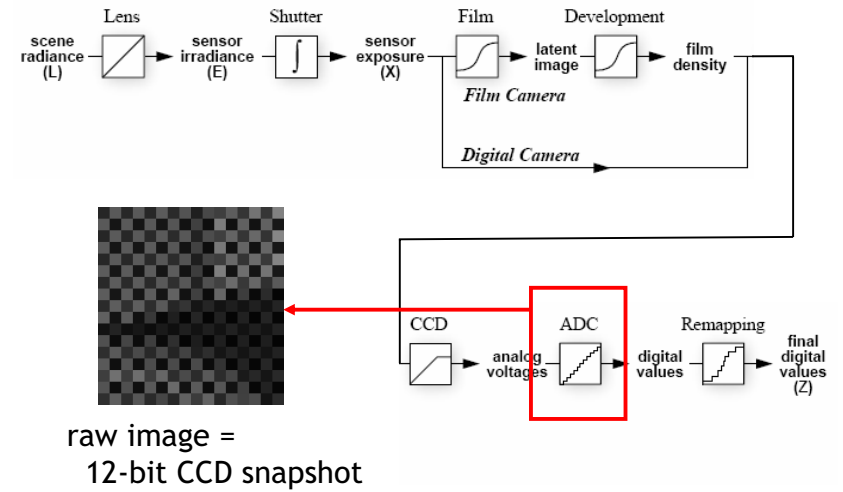 Lens
Shutter
Film
Development
scene
radiance
(L)
sensor
irradiance
(E)
sensor
exposure
(X)
latent
image
film
density
Film Camera
Digital Camera
CCD
ADC
Remapping
analog
voltages
digital
values
final
digital
values
(Z)
raw image =
12-bit CCD snapshot